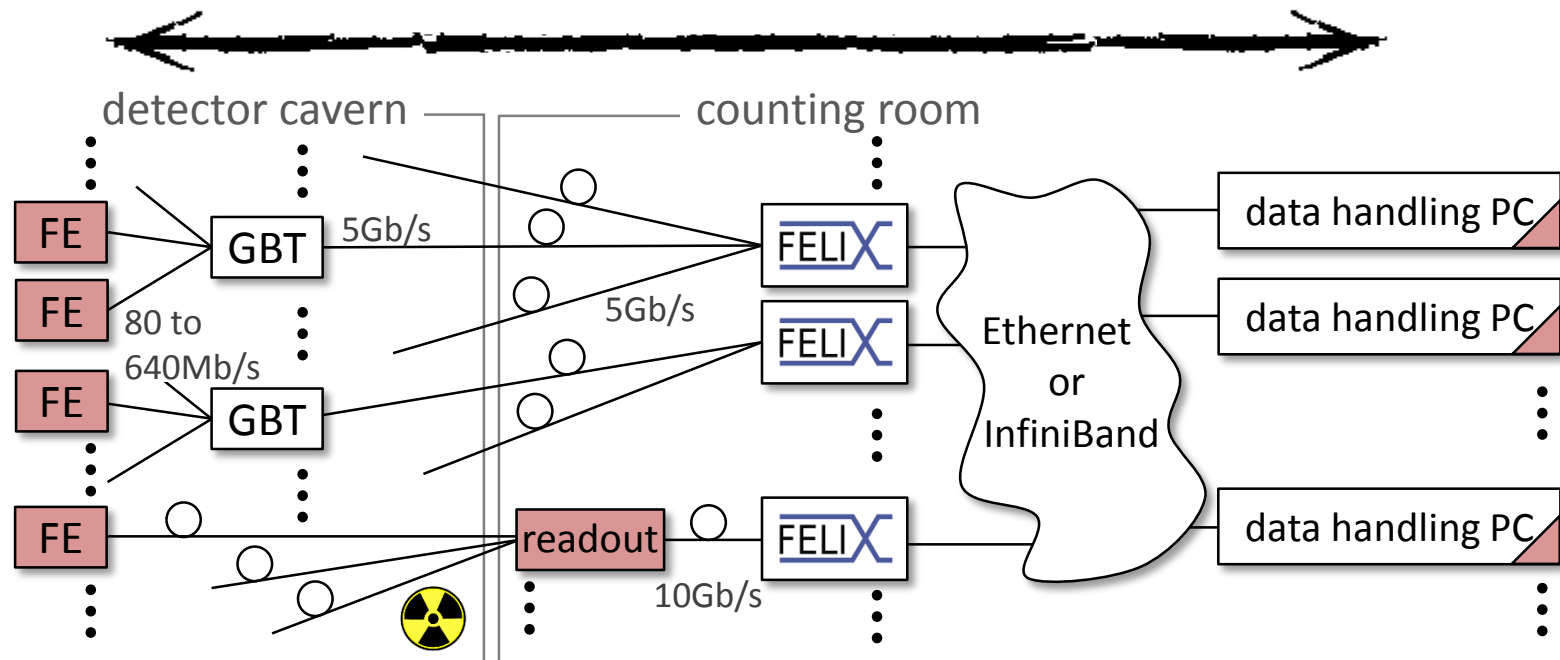 detector cavern
counting room
FE
GBT
5Gb/s
FELIX
data handling PC
FE
80 to
640Mb/s
5Gb/s
FELIX
data handling PC
Ethernet
or
InfiniBand
FE
GBT
FE
readout
10Gb/s
FELIX
data handling PC